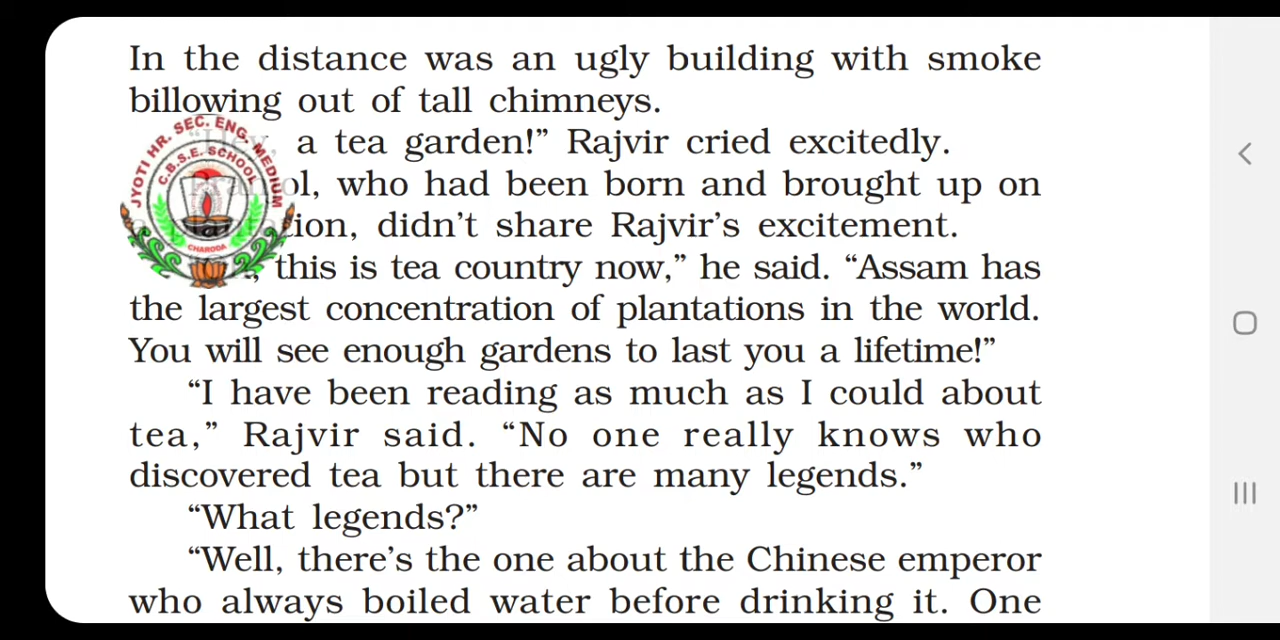 In the distance was an ugly building with smoke
billowing out of tall chimneys.
“Hey, a tea garden!” Rajvir cried excitedly.
who had been born and brought up on
didn’t share Rajvir’s excitement.
this is tea country now,” he said. “Assam has
the largest concentration of plantations in the world.
You will see enough gardens to last you a lifetime!”
“I have been reading as much as I could about
tea,” Rajvir said. “No one really knows who
discovered tea but there are many legends.”
“What legends?”
“Well, there’s the one about the Chinese emperor
who always boiled water before drinking it. One
JYOTI HR. SEC. ENG. MEDIUM
C.B.S.E. SCHOOL
CHARODA